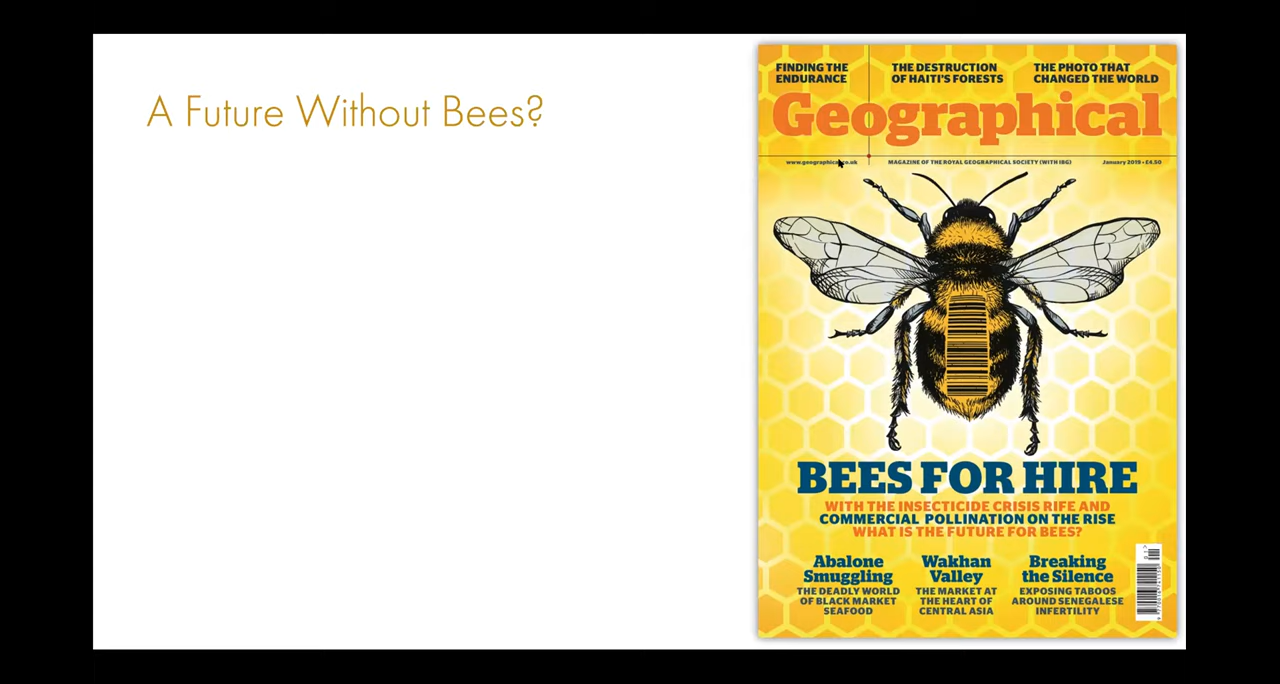 A Future Without Bees?
FINDING THE
ENDURANCE
THE DESTRUCTION
OF HAITI'S FORESTS
THE PHOTO THAT
CHANGED THE WORLD
Geographical
www.geographical.co.uk
MAGAZINE OF THE ROYAL GEOGRAPHICAL SOCIETY (WITH IBG)
January 2019 • £4.50
BEES FOR HIRE
WITH THE INSECTICIDE CRISIS RIFE AND
COMMERCIAL POLLINATION ON THE RISE
WHAT IS THE FUTURE FOR BEES?
Abalone
Smuggling
THE DEADLY WORLD
OF BLACK MARKET
SEAFOOD
Wakhan
Valley
THE MARKET AT
THE HEART OF
CENTRAL ASIA
Breaking
the Silence
EXPOSING TABOOS
AROUND SENEGALESE
INFERTILITY